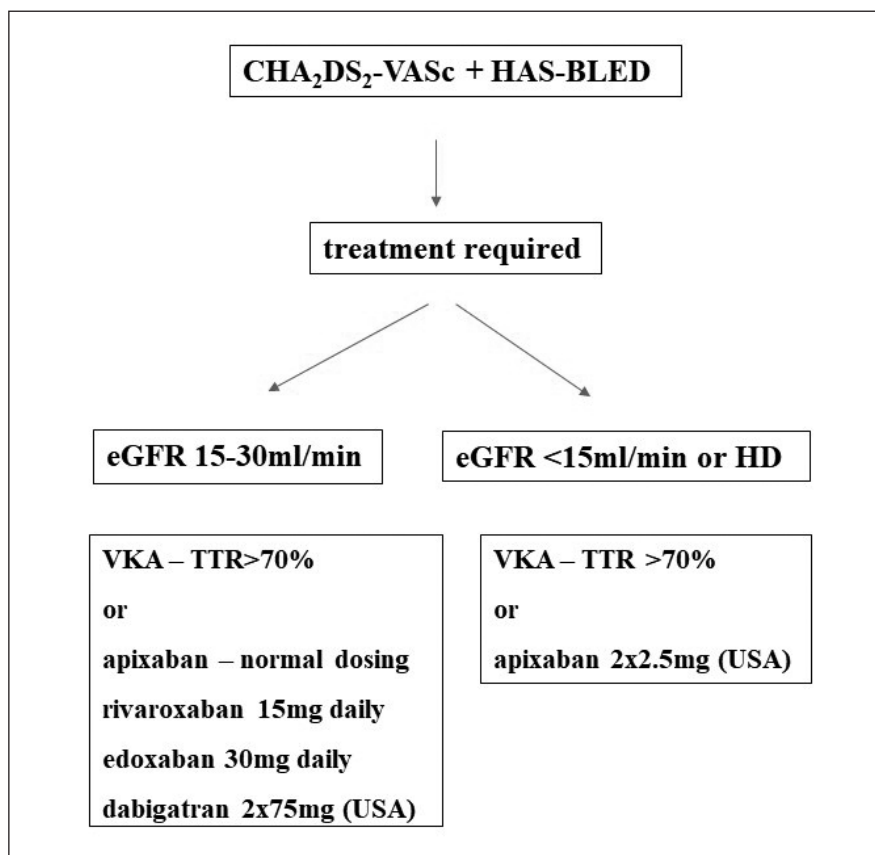 CHA₂DS₂-VASc + HAS-BLED
treatment required
eGFR 15-30ml/min
eGFR <15ml/min or HD
VKA – TTR>70%
or
apixaban – normal dosing
rivaroxaban 15mg daily
edoxaban 30mg daily
dabigatran 2x75mg (USA)
VKA – TTR >70%
or
apixaban 2x2.5mg (USA)